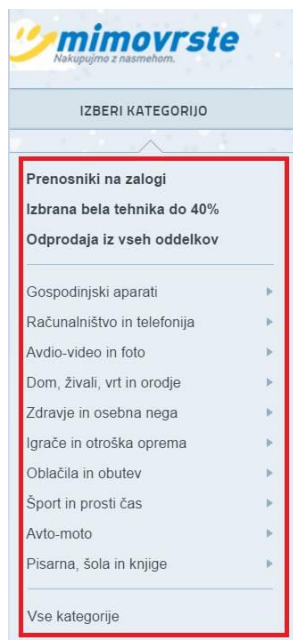 mimovrste
Nakupujmo z nasmehom.
IZBERI KATEGORIJO
Prenosniki na zalogi
Izbrana bela tehnika do 40%
Odprodaja iz vseh oddelkov
Gospodinjski aparati
Računalništvo in telefonija
Avdio-video in foto
Dom, živali, vrt in orodje
Zdravje in osebna nega
Igrače in otroška oprema
Oblačila in obutev
Šport in prosti čas
Avto-moto
Pisarna, šola in knjige
Vse kategorije